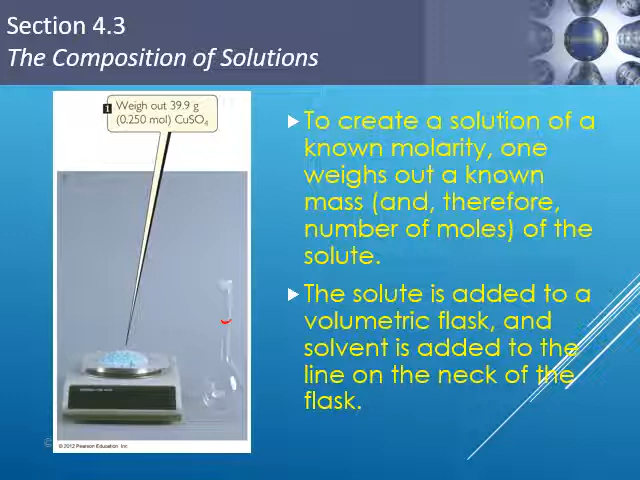 Section 4.3
The Composition of Solutions
1 Weigh out 39.9 g
(0.250 mol) CuSO₄
To create a solution of a
known molarity, one
weighs out a known
mass (and, therefore,
number of moles) of the
solute.
The solute is added to a
volumetric flask, and
solvent is added to the
line on the neck of the
flask.
©
© 2012 Pearson Education Inc.